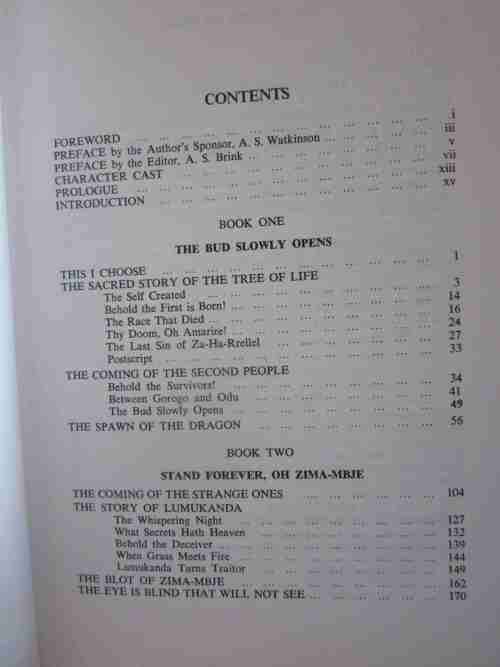 CONTENTS
FOREWORD ... i
PREFACE by the Author's Sponsor, A. S. Watkinson ... iii
PREFACE by the Editor, A. S. Brink ... v
CHARACTER CAST ... vii
PROLOGUE ... xiii
INTRODUCTION ... xv
BOOK ONE
THE BUD SLOWLY OPENS
THIS I CHOOSE ... 1
THE SACRED STORY OF THE TREE OF LIFE
The Self Created ... 3
Behold the First is Born! ... 14
The Race That Died ... 16
Thy Doom, Oh Amarire! ... 24
The Last Sin of Za-Ha-Rrellel ... 27
Postscript ... 33
THE COMING OF THE SECOND PEOPLE
Behold the Survivors! ... 34
Between Gorogo and Odu ... 41
The Bud Slowly Opens ... 49
THE SPAWN OF THE DRAGON ... 56
BOOK TWO
STAND FOREVER, OH ZIMA-MBJE
THE COMING OF THE STRANGE ONES ... 104
THE STORY OF LUMUKANDA
The Whispering Night ... 127
What Secrets Hath Heaven ... 132
Behold the Deceiver ... 139
When Grass Meets Fire ... 144
Lumukanda Turns Traitor ... 149
THE BLOT OF ZIMA-MBJE ... 162
THE EYE IS BLIND THAT WILL NOT SEE ... 170